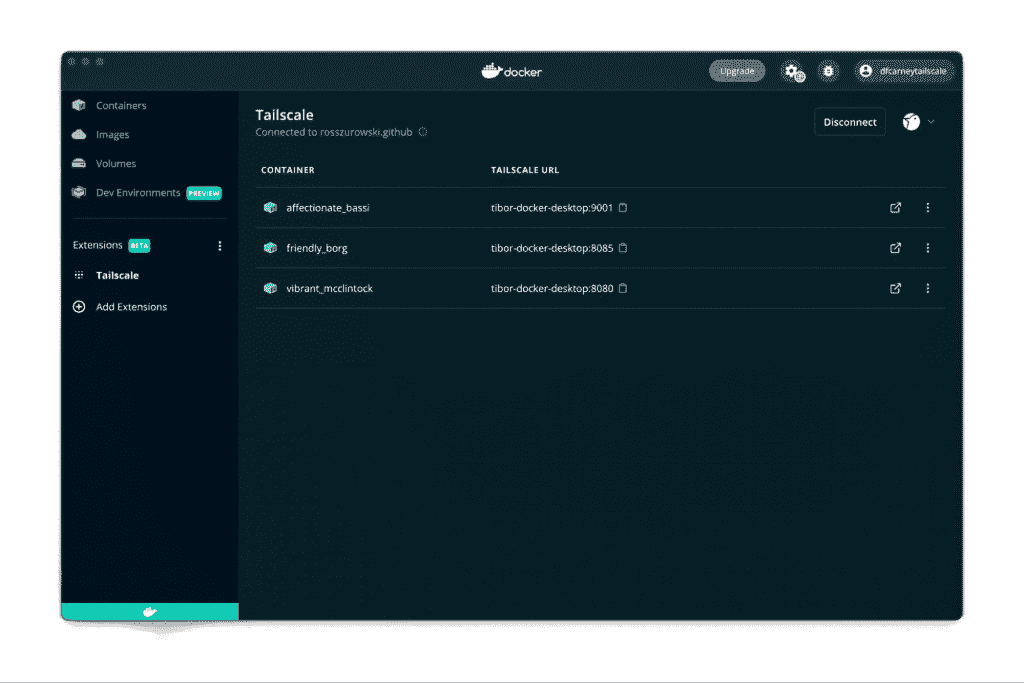 docker
Upgrade
dfcarneytailscale
Containers
Images
Volumes
Dev Environments PREVIEW
Extensions BETA
Tailscale
Add Extensions
Tailscale
Connected to rosszurowski.github
Disconnect
CONTAINER TAILSCALE URL
affectionate_bassi tibor-docker-desktop:9001
friendly_borg tibor-docker-desktop:8085
vibrant_mcclintock tibor-docker-desktop:8080